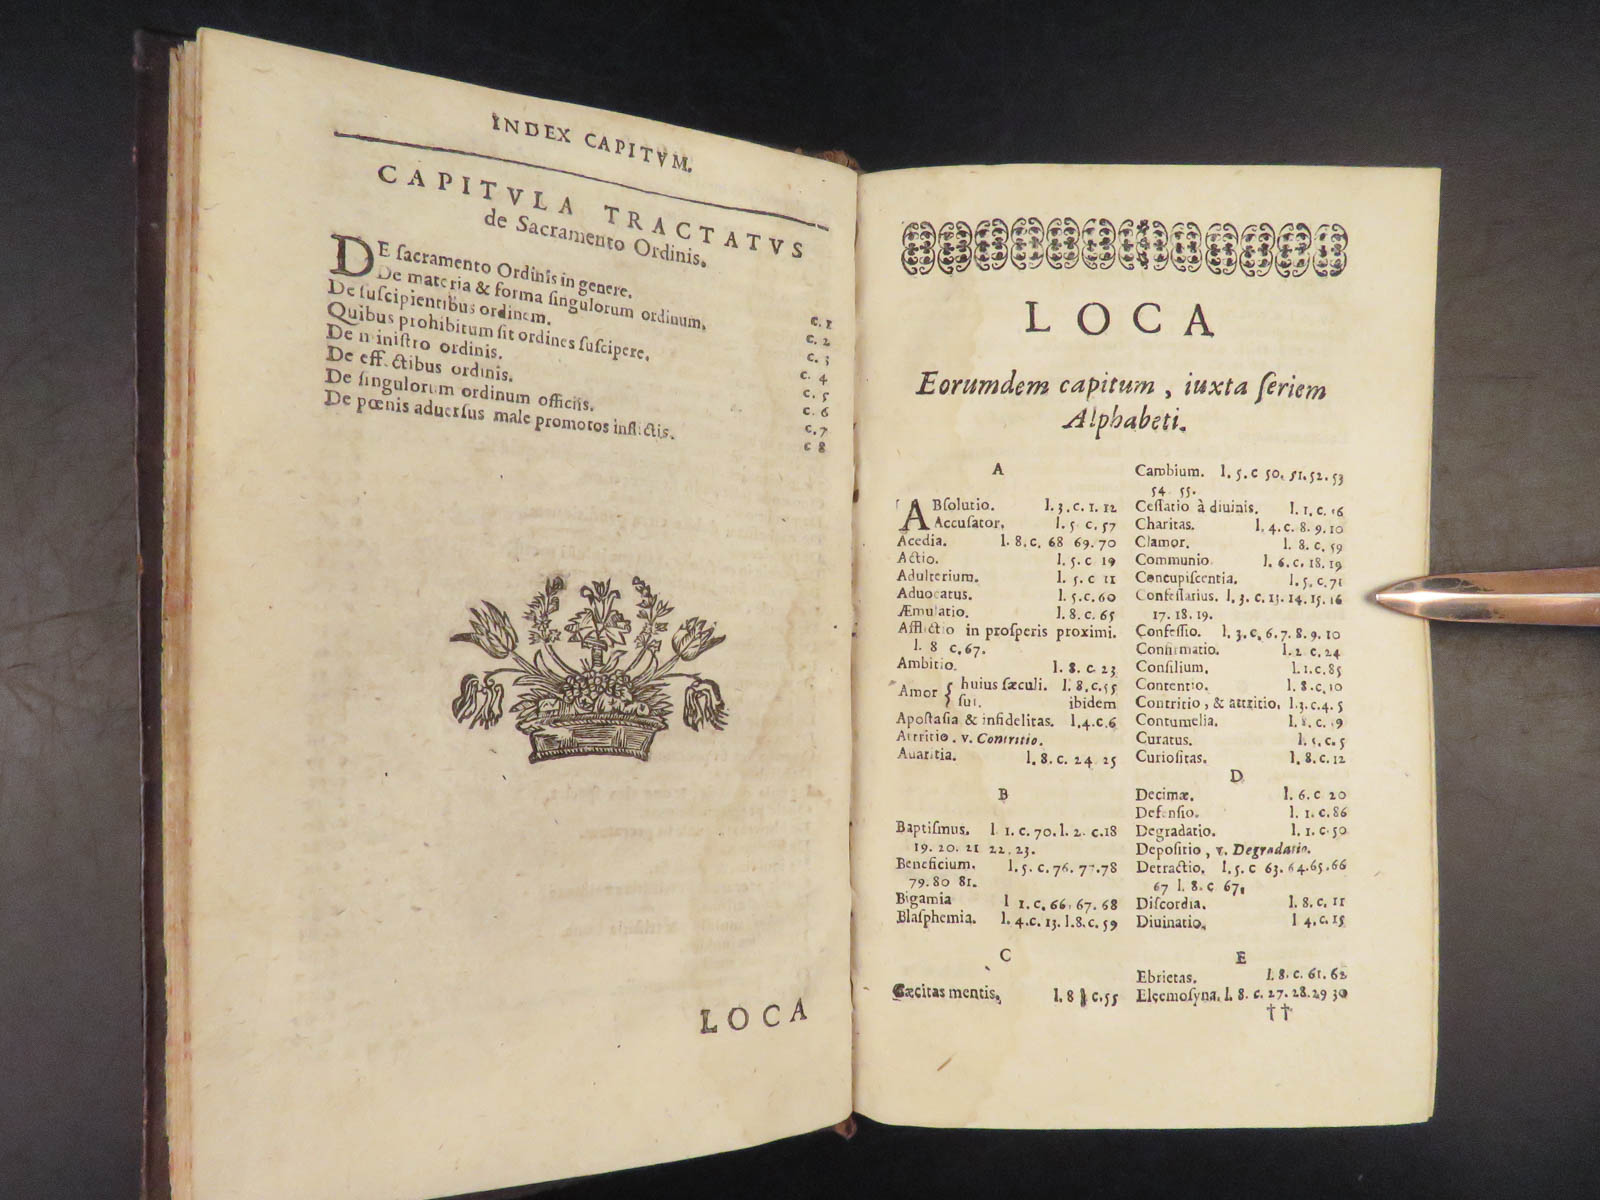 INDEX CAPITVM.
CAPITVLA TRACTATVS
de Sacramento Ordinis.
DE ſacramento Ordinis in genere. c. 1
De materia & forma ſingulorum ordinum. c. 2
De ſuſcipientibus ordinem. c. 3
Quibus prohibitum ſit ordines ſuſcipere. c. 4
De miniſtro ordinis. c. 5
De effectibus ordinis. c. 6
De ſingulorum ordinum officiis. c. 7
De pœnis aduerſus male promotos inflictis. c 8
LOCA
LOCA
Eorumdem capitum, iuxta ſeriem
Alphabeti.
A
ABſolutio. l. 3. c. 1. 12
Accuſator. l. 5 c. 57
Acedia. l. 8. c. 68 69. 70
Actio. l. 5. c 19
Adulterium. l. 5. c 11
Aduocatus. l. 5. c. 60
Æmulatio. l. 8. c. 65
Afflictio in proſperis proximi.
l. 8 c. 67.
Ambitio. l. 8. c. 23
Amor { huius ſæculi. l. 8. c. 55
ſui. ibidem
Apoſtaſia & infidelitas. l. 4. c. 6
Attritio. v. Contritio.
Auaritia. l. 8. c. 24. 25
B
Baptiſmus. l 1. c. 70. l. 2. c. 18
19. 20. 21 22. 23.
Beneficium. l. 5. c. 76. 77. 78
79. 80 81.
Bigamia l 1. c. 66. 67. 68
Blaſphemia. l. 4. c. 13. l. 8. c. 59
C
Cæcitas mentis. l. 8 c. 55
Cambium. l. 5. c 50. 51. 52. 53
54. 55.
Ceſſatio à diuinis. l. 1. c. 16
Charitas. l. 4. c. 8. 9. 10
Clamor. l. 8. c. 59
Communio l. 6. c. 18. 19
Concupiſcentia. l. 5. c. 71
Confeſſarius. l. 3. c. 13. 14. 15. 16
17. 18. 19.
Confeſſio. l. 3. c. 6. 7. 8. 9. 10
Confirmatio. l. 2 c. 24
Conſilium. l. 1. c. 85
Contentio. l. 8. c. 10
Contritio, & attritio. l. 3. c. 4. 5
Contumelia. l. c. 9
Curatus. l. c. 5
Curioſitas. l. 8. c. 12
D
Decimæ. l. 6. c 20
Defenſio. l. 1. c. 86
Degradatio. l. 1. c. 50
Depoſitio, v. Degradatio.
Detractio. l. 5. c 63. 64. 65. 66
67 l. 8. c 67.
Diſcordia. l. 8. c. 11
Diuinatio. l 4. c. 15
E
Ebrietas. l. 8. c. 61. 62
Eleemoſyna. l. 8. c. 27. 28. 29 30
††